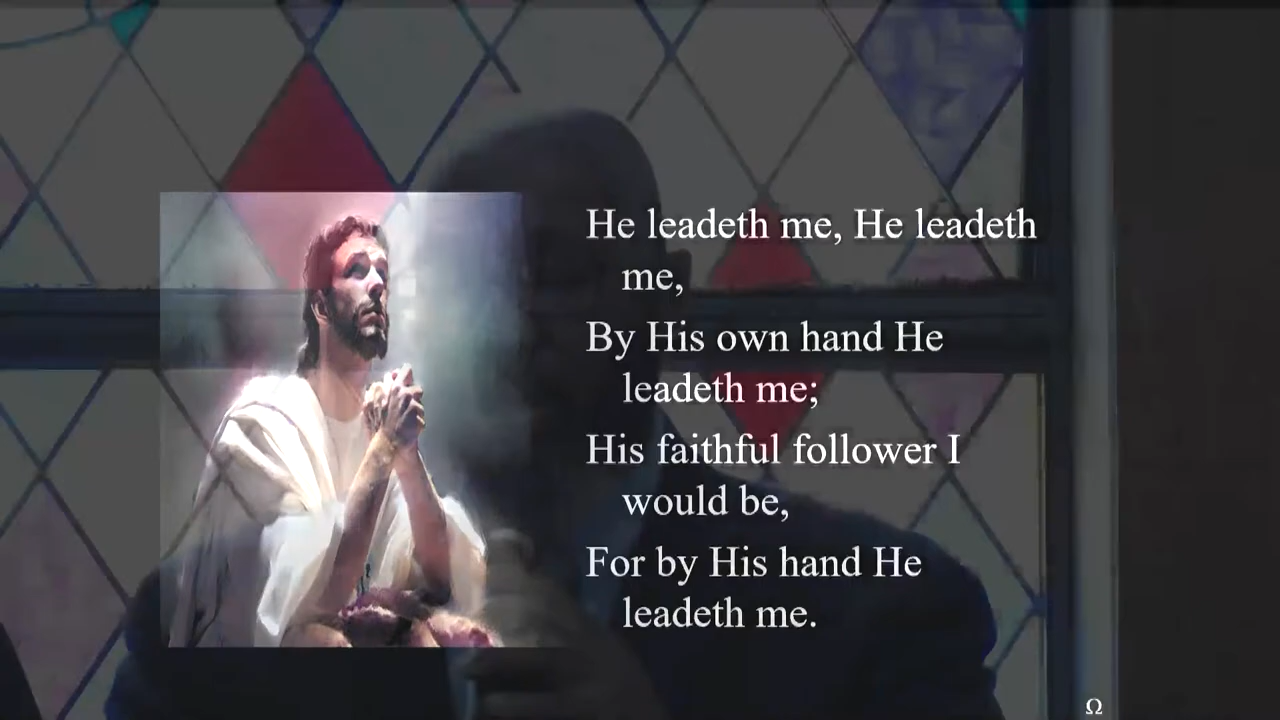 He leadeth me, He leadeth
me,
By His own hand He
leadeth me;
His faithful follower I
would be,
For by His hand He
leadeth me.
Ω